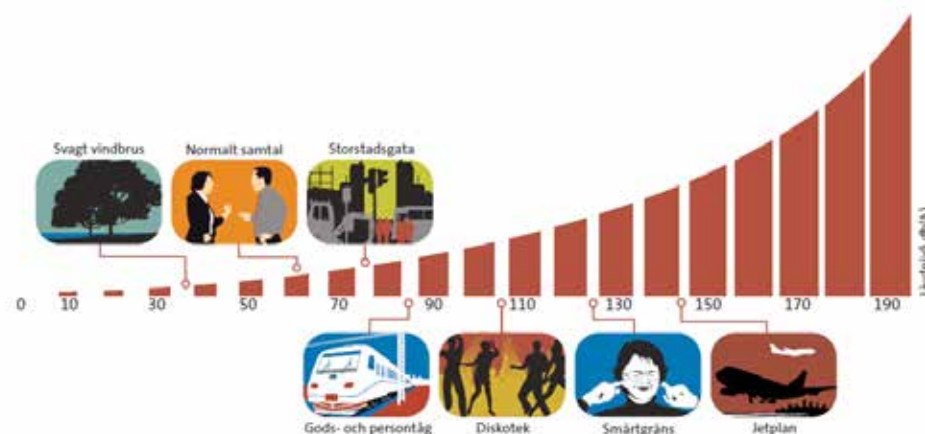 Svagt vindbrus
Normalt samtal
Storstadsgata
0 10 30 50 70 90 110 130 150 170 190
Gods- och persontåg
Diskotek
Smärtgräns
Jetplan